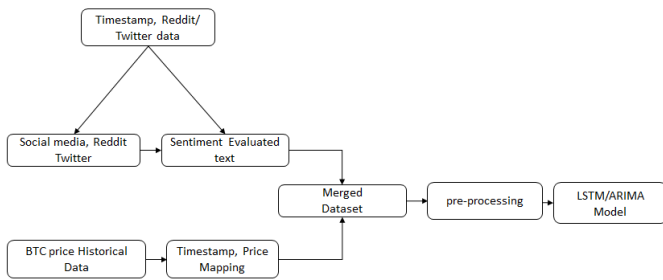 Timestamp, Reddit/
Twitter data
Social media, Reddit
Twitter
Sentiment Evaluated
text
Merged
Dataset
pre-processing
LSTM/ARIMA
Model
BTC price Historical
Data
Timestamp, Price
Mapping